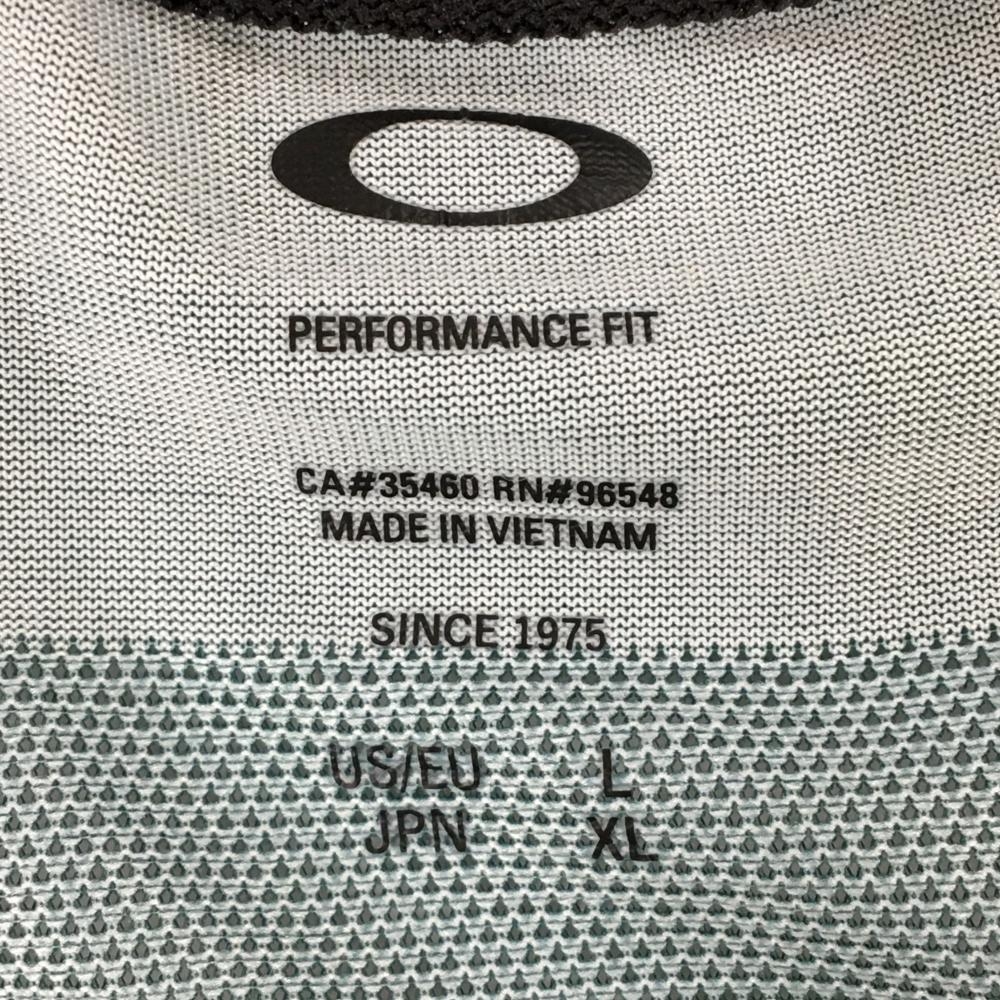 PERFORMANCE FIT
CA#35460 RN#96548
MADE IN VIETNAM
SINCE 1975
US/EU L
JPN XL